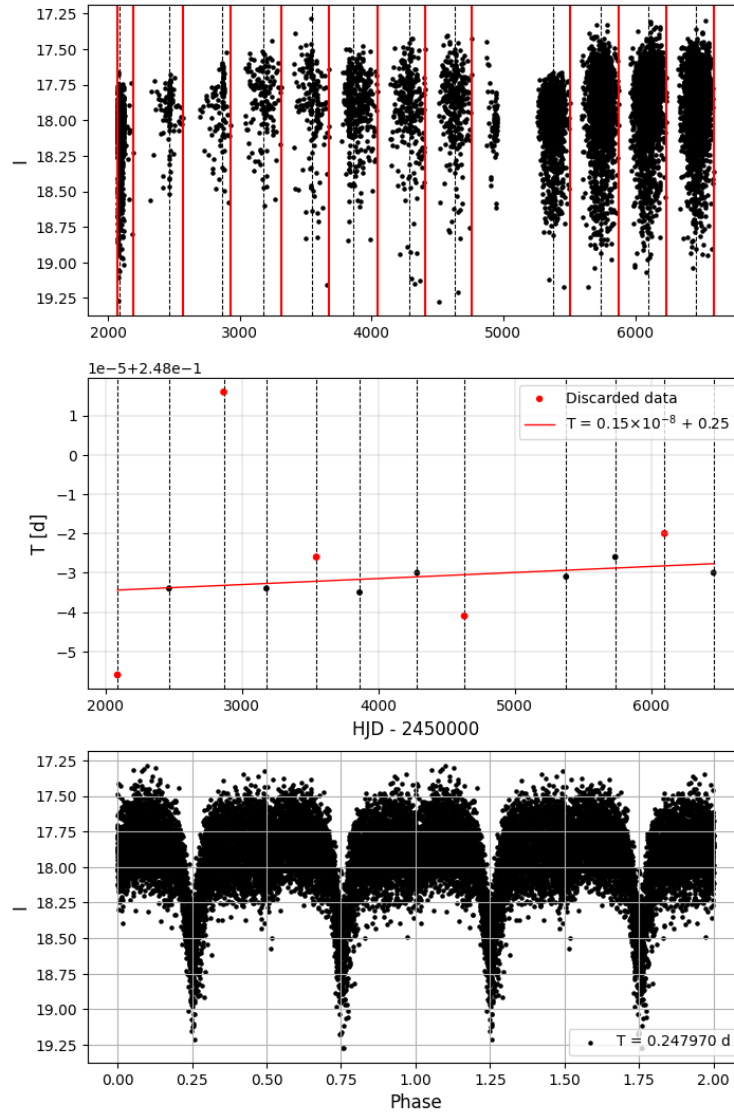 17.25
17.50
17.75
18.00
18.25
18.50
18.75
19.00
19.25
I
2000 3000 4000 5000 6000
1e-5+2.48e-1
1
0
−1
−2
−3
−4
−5
T [d]
Discarded data
T = 0.15×10⁻⁸ + 0.25
2000 3000 4000 5000 6000
HJD - 2450000
17.25
17.50
17.75
18.00
18.25
18.50
18.75
19.00
19.25
I
T = 0.247970 d
0.00 0.25 0.50 0.75 1.00 1.25 1.50 1.75 2.00
Phase